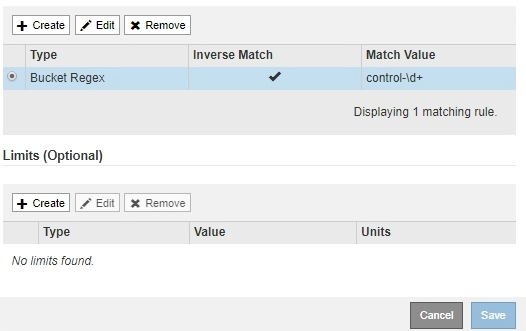 Create Edit Remove
Type Inverse Match Match Value
Bucket Regex control-\d+
Displaying 1 matching rule.
Limits (Optional)
Create Edit Remove
Type Value Units
No limits found.
Cancel Save